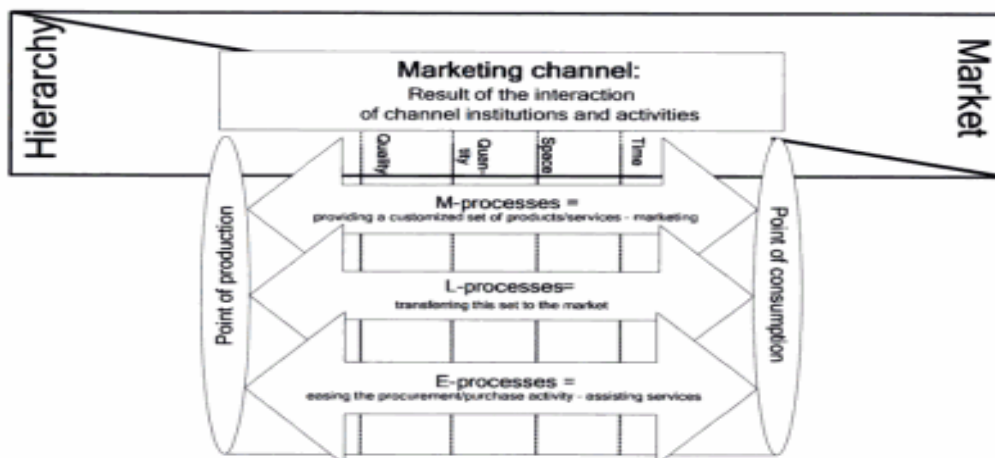 Hierarchy
Market
Marketing channel:
Result of the interaction
of channel institutions and activities
Quality
Quan-
tity
Space
Time
M-processes =
providing a customized set of products/services - marketing
L-processes=
transferring this set to the market
E-processes =
easing the procurement/purchase activity - assisting services
Point of production
Point of consumption